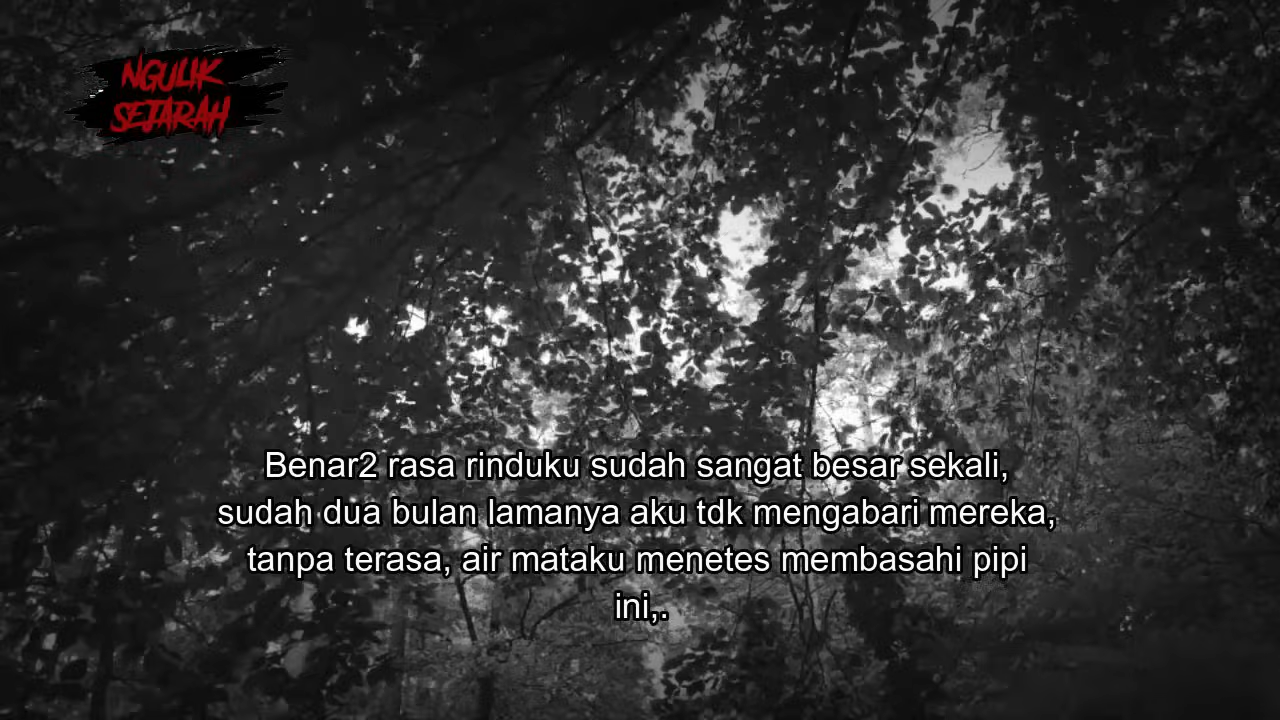 NGULIK
SEJARAH
Benar2 rasa rinduku sudah sangat besar sekali,
sudah dua bulan lamanya aku tdk mengabari mereka,
tanpa terasa, air mataku menetes membasahi pipi
ini,.